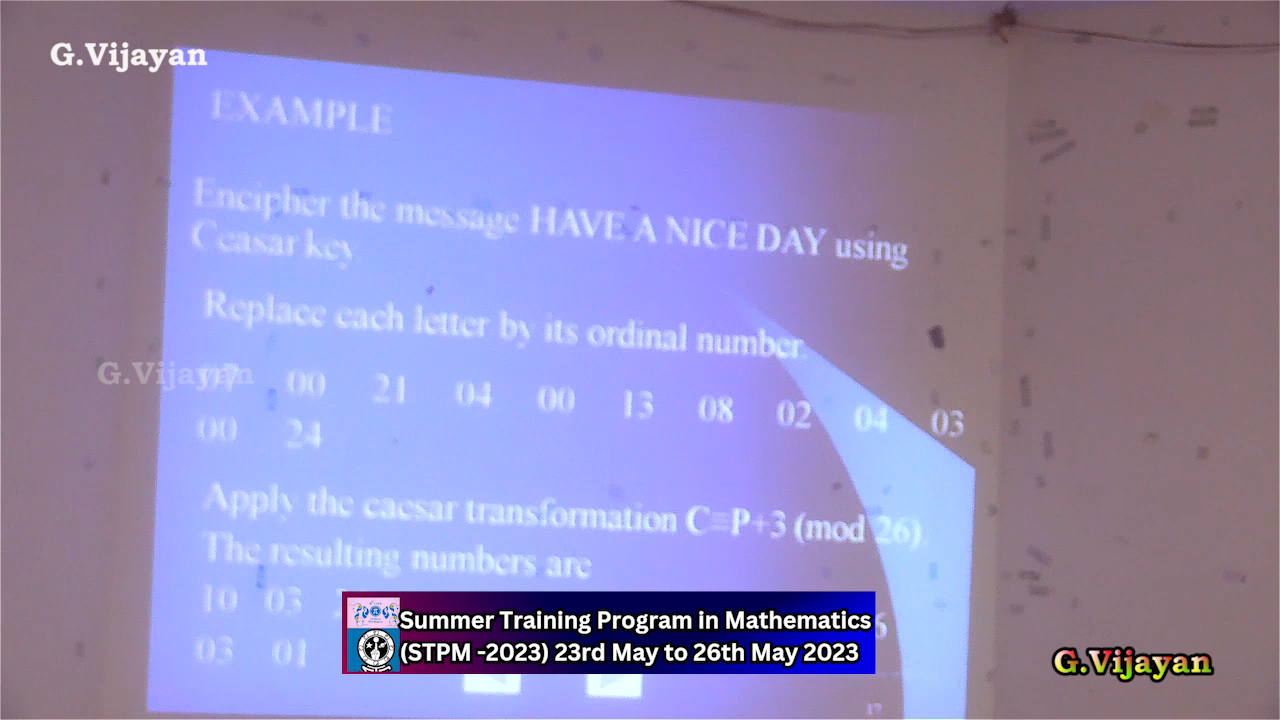 G.Vijayan
EXAMPLE
Encipher the message HAVE A NICE DAY using
Ceasar key
Replace each letter by its ordinal number.
G.Vijayan
07 00 21 04 00 13 08 02 04 03
00 24
Apply the caesar transformation C≡P+3 (mod 26).
The resulting numbers are
10 03
03 01
Summer Training Program in Mathematics
(STPM -2023) 23rd May to 26th May 2023
G.Vijayan
17